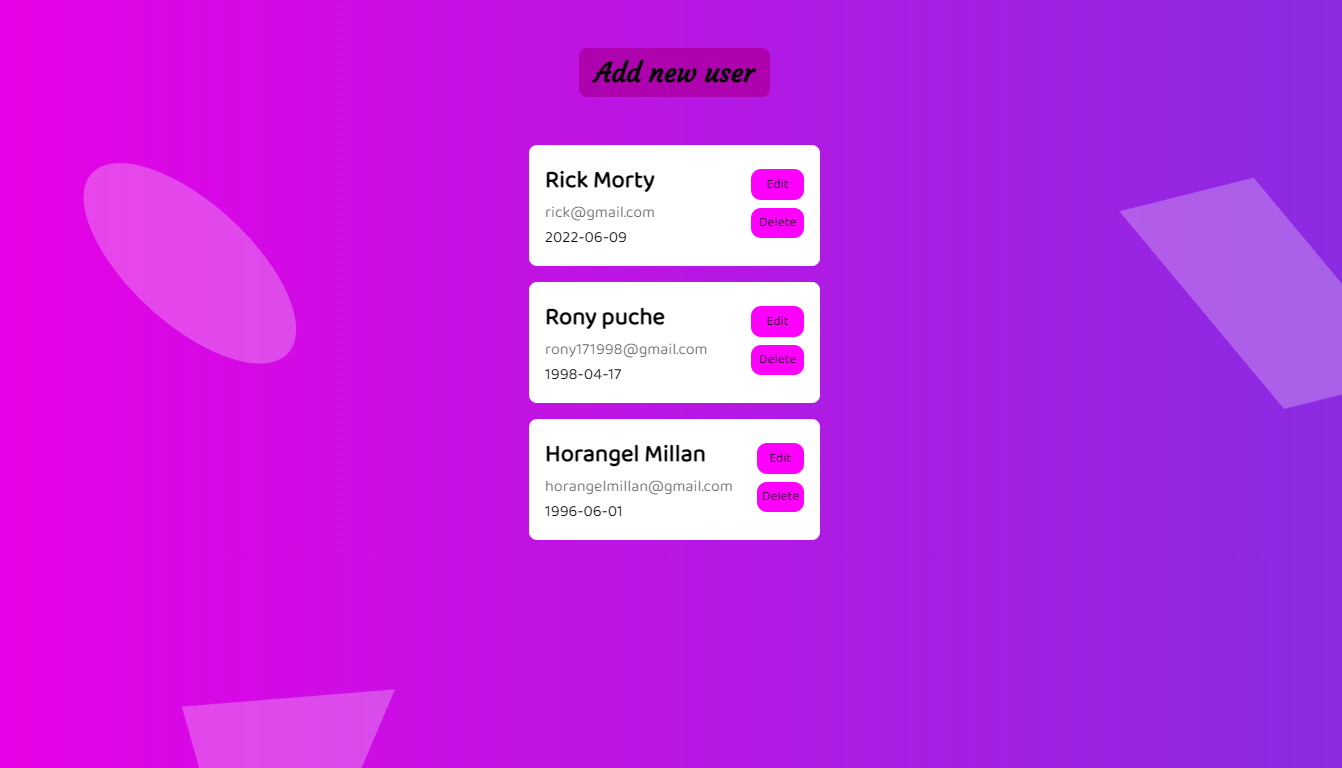 Add new user
Rick Morty
Edit
rick@gmail.com
Delete
2022-06-09
Rony puche
Edit
rony171998@gmail.com
Delete
1998-04-17
Horangel Millan
Edit
horangelmillan@gmail.com
Delete
1996-06-01